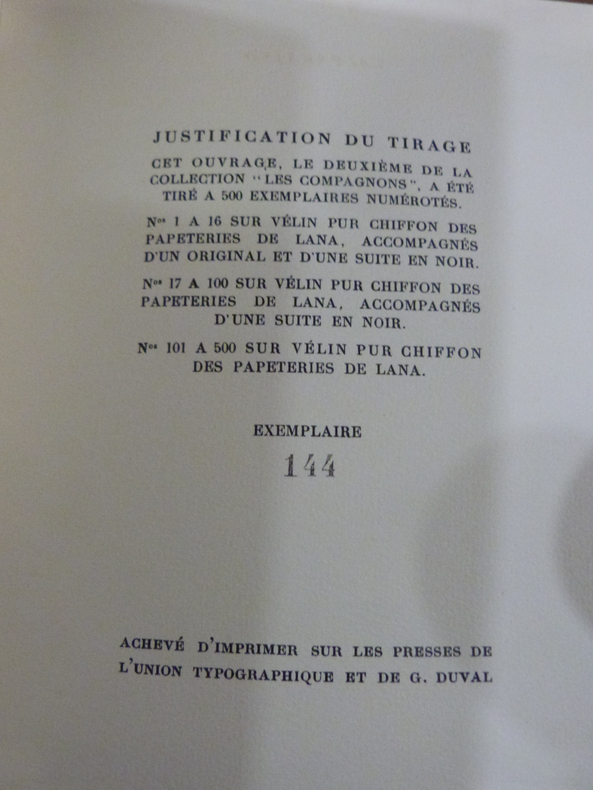 JUSTIFICATION DU TIRAGE
CET OUVRAGE, LE DEUXIÈME DE LA
COLLECTION "LES COMPAGNONS", A ÉTÉ
TIRÉ A 500 EXEMPLAIRES NUMÉROTÉS.
Nos 1 A 16 SUR VÉLIN PUR CHIFFON DES
PAPETERIES DE LANA, ACCOMPAGNÉS
D'UN ORIGINAL ET D'UNE SUITE EN NOIR.
Nos 17 A 100 SUR VÉLIN PUR CHIFFON DES
PAPETERIES DE LANA, ACCOMPAGNÉS
D'UNE SUITE EN NOIR.
Nos 101 A 500 SUR VÉLIN PUR CHIFFON
DES PAPETERIES DE LANA.
EXEMPLAIRE
144
ACHEVÉ D'IMPRIMER SUR LES PRESSES DE
L'UNION TYPOGRAPHIQUE ET DE G. DUVAL